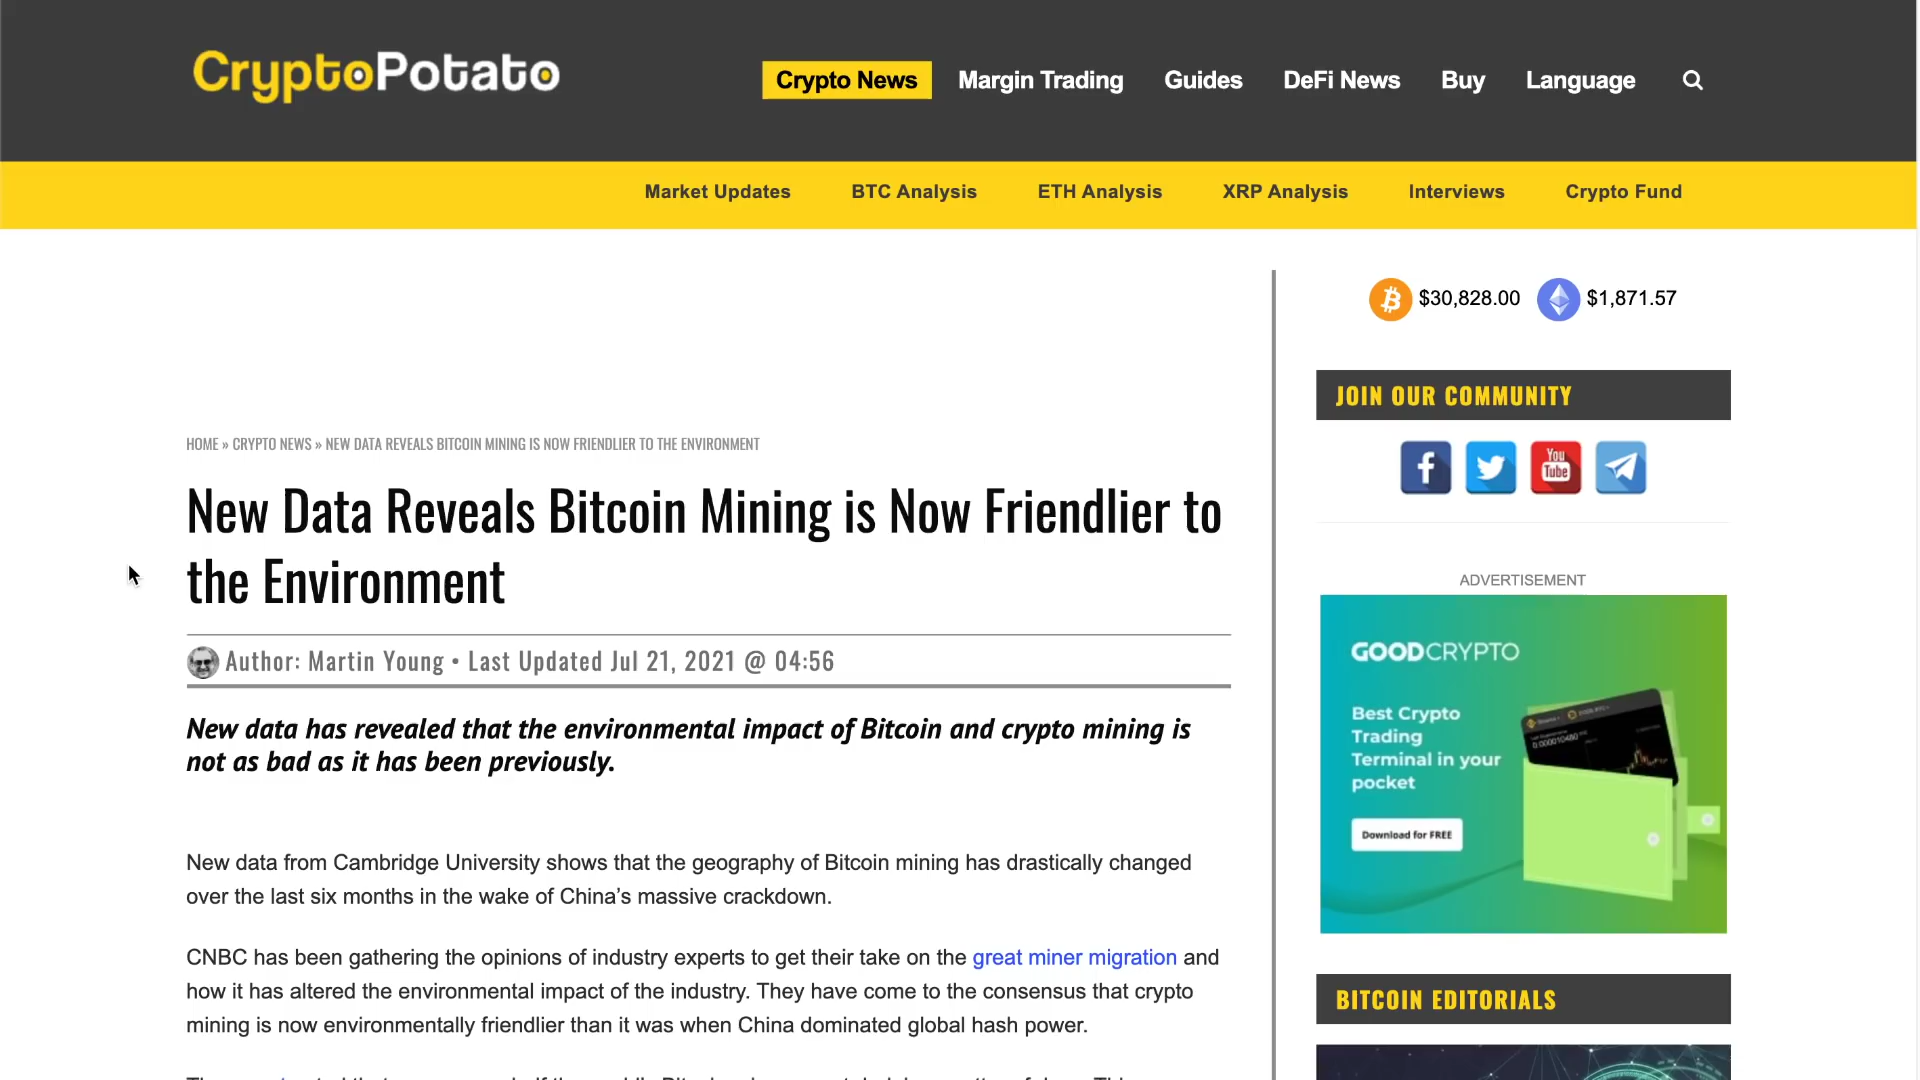 CryptoPotato
Crypto News Margin Trading Guides DeFi News Buy Language
Market Updates BTC Analysis ETH Analysis XRP Analysis Interviews Crypto Fund
$30,828.00 $1,871.57
JOIN OUR COMMUNITY
You
Tube
HOME » CRYPTO NEWS » NEW DATA REVEALS BITCOIN MINING IS NOW FRIENDLIER TO THE ENVIRONMENT
New Data Reveals Bitcoin Mining is Now Friendlier to
the Environment
Author: Martin Young • Last Updated Jul 21, 2021 @ 04:56
New data has revealed that the environmental impact of Bitcoin and crypto mining is
not as bad as it has been previously.
New data from Cambridge University shows that the geography of Bitcoin mining has drastically changed
over the last six months in the wake of China’s massive crackdown.
CNBC has been gathering the opinions of industry experts to get their take on the great miner migration and
how it has altered the environmental impact of the industry. They have come to the consensus that crypto
mining is now environmentally friendlier than it was when China dominated global hash power.
ADVERTISEMENT
GOODCRYPTO
Best Crypto
Trading
Terminal in your
pocket
Download for FREE
BITCOIN EDITORIALS